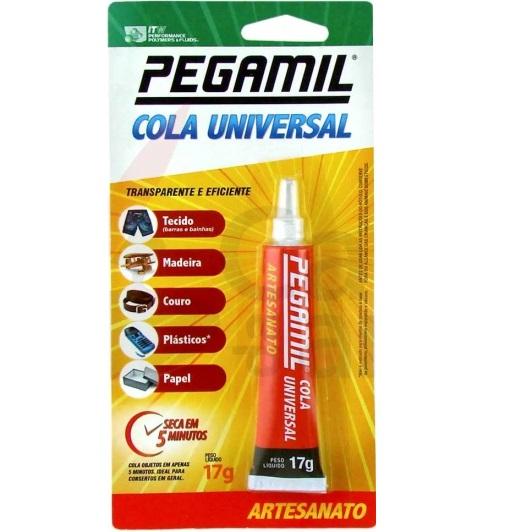 ITW
PERFORMANCE
POLYMERS & FLUIDS
PEGAMIL®
COLA UNIVERSAL
TRANSPARENTE E EFICIENTE
Tecido
(barras e bainhas)
Madeira
Couro
Plásticos*
Papel
SECA EM
5 MINUTOS
COLA OBJETOS EM APENAS
5 MINUTOS. IDEAL PARA
CONSERTOS EM GERAL.
PESO
LÍQUIDO
17g
ARTESANATO
PEGAMIL
COLA
UNIVERSAL
PESO
LÍQUIDO 17g
ARTESANATO